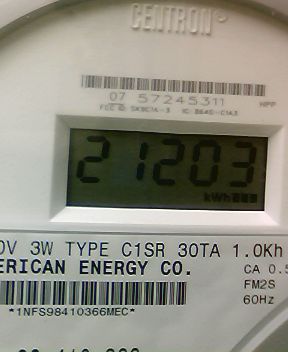 CENTRON
07 57245311
HPP
21203
kWh
0V 3W TYPE C1SR 30TA 1.0Kh
ERICAN ENERGY CO.
CA 0.5
FM2S
60Hz
*1NFS98410366MEC*